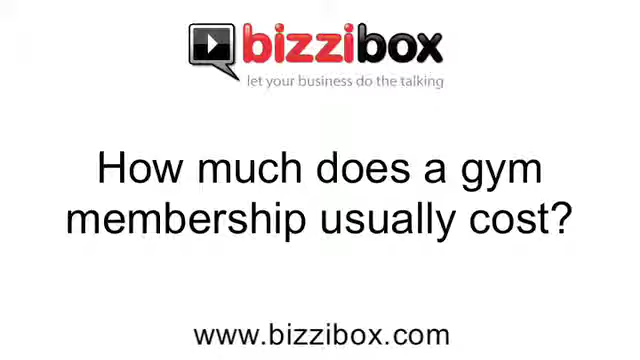 bizzibox
let your business do the talking
How much does a gym
membership usually cost?
www.bizzibox.com